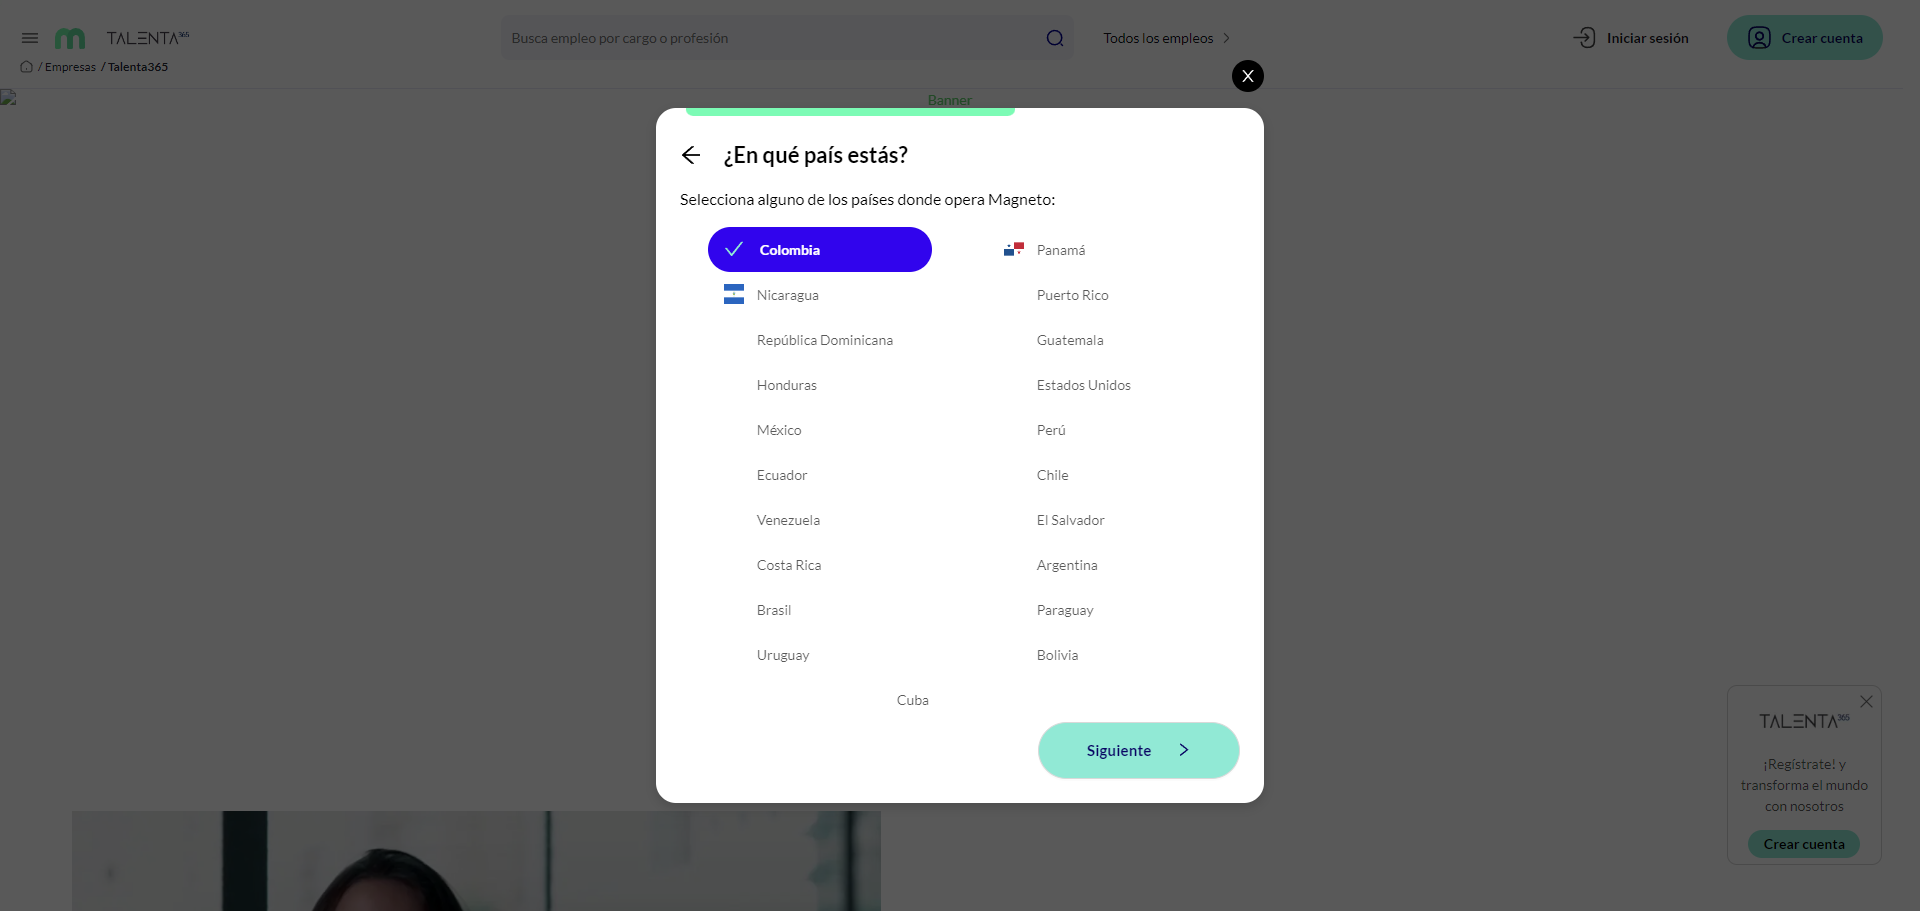 TALENTA365
Busca empleo por cargo o profesión
Todos los empleos
Iniciar sesión
Crear cuenta
/ Empresas / Talenta365
X
Banner
¿En qué país estás?
Selecciona alguno de los países donde opera Magneto:
Colombia
Panamá
Nicaragua
Puerto Rico
República Dominicana
Guatemala
Honduras
Estados Unidos
México
Perú
Ecuador
Chile
Venezuela
El Salvador
Costa Rica
Argentina
Brasil
Paraguay
Uruguay
Bolivia
Cuba
Siguiente
TALENTA365
¡Regístrate! y
transforma el mundo
con nosotros
Crear cuenta